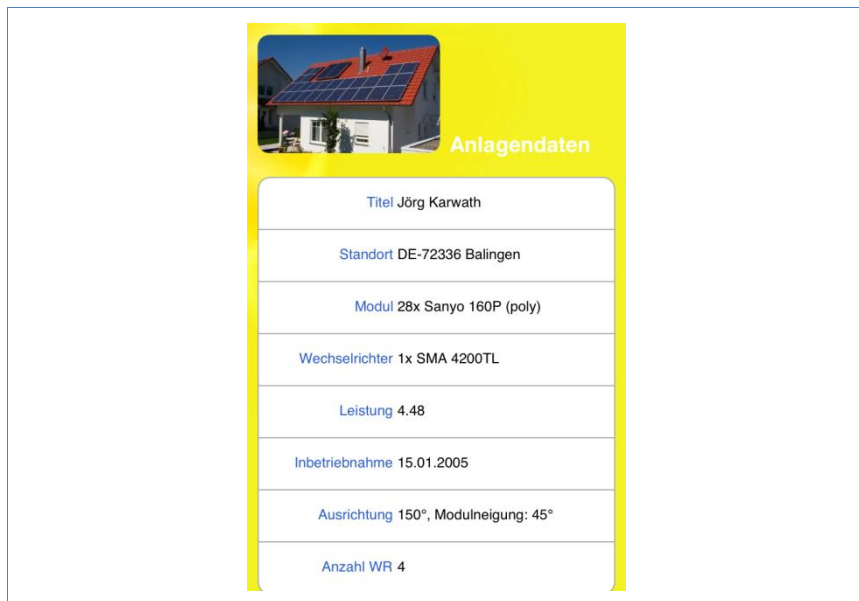 Anlagendaten
Titel Jörg Karwath
Standort DE-72336 Balingen
Modul 28x Sanyo 160P (poly)
Wechselrichter 1x SMA 4200TL
Leistung 4.48
Inbetriebnahme 15.01.2005
Ausrichtung 150°, Modulneigung: 45°
Anzahl WR 4